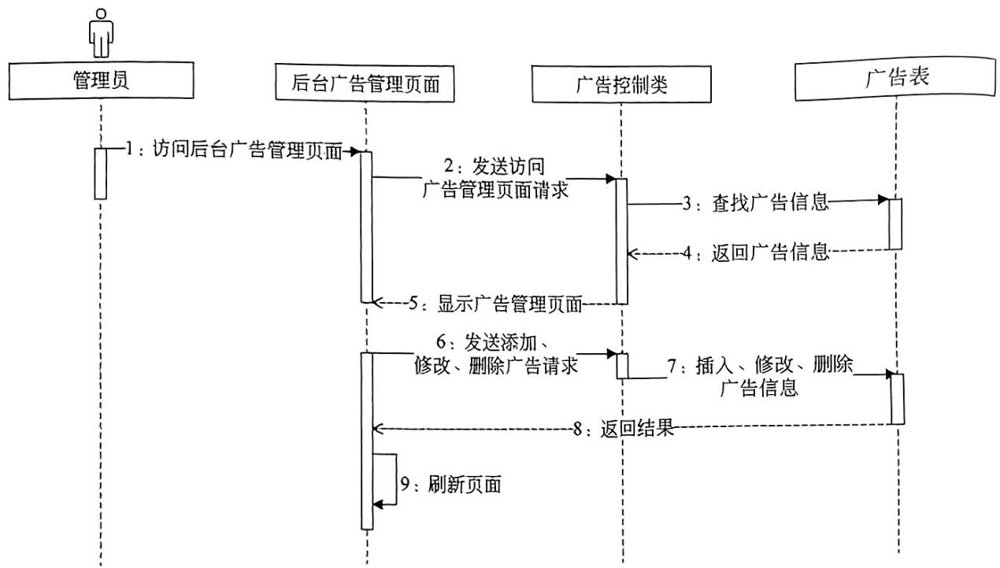 管理员
后台广告管理页面
广告控制类
广告表
1：访问后台广告管理页面
2：发送访问
广告管理页面请求
3：查找广告信息
4：返回广告信息
5：显示广告管理页面
6：发送添加、
修改、删除广告请求
7：插入、修改、删除
广告信息
8：返回结果
9：刷新页面